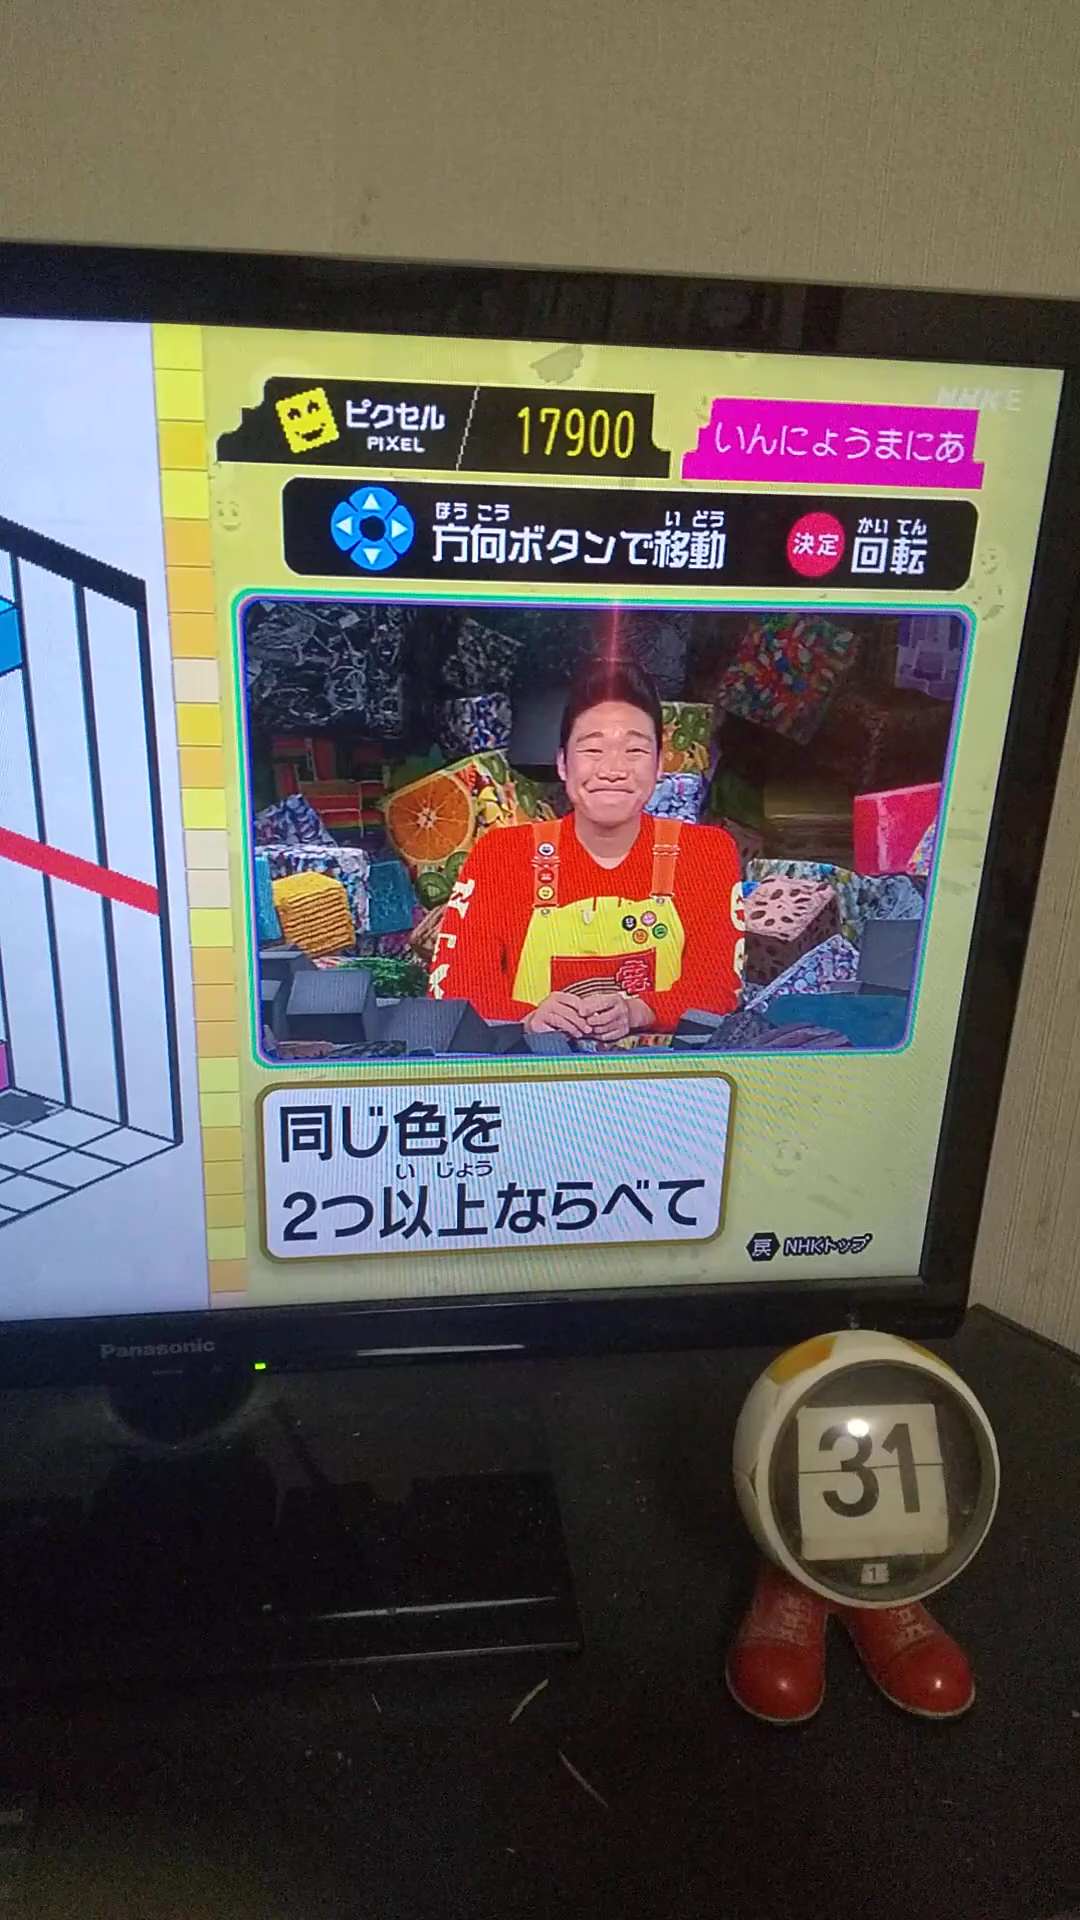 NHKE
ピクセル
PIXEL
17900
いんにょうまにあ
ほうこう
いどう
かいてん
方向ボタンで移動
決定
回転
同じ色を
いじょう
2つ以上ならべて
戻 NHKトップ
Panasonic
31
1